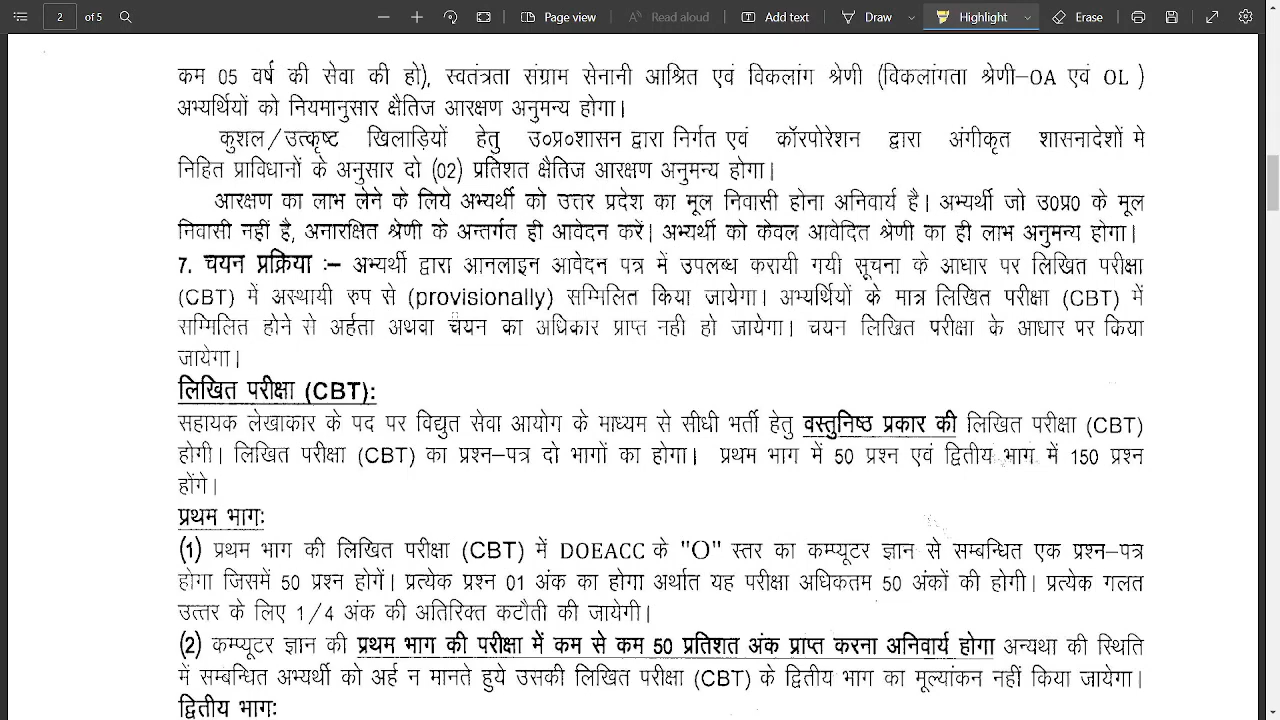 2 of 5 Page view Read aloud Add text Draw Highlight Erase
कम 05 वर्ष की सेवा की हो), स्वतंत्रता संग्राम सेनानी आश्रित एवं विकलांग श्रेणी (विकलांगता श्रेणी–OA एवं OL )
अभ्यर्थियों को नियमानुसार क्षैतिज आरक्षण अनुमन्य होगा।
कुशल/उत्कृष्ट खिलाड़ियों हेतु उ०प्र०शासन द्वारा निर्गत एवं कॉरपोरेशन द्वारा अंगीकृत शासनादेशों मे
निहित प्राविधानों के अनुसार दो (02) प्रतिशत क्षैतिज आरक्षण अनुमन्य होगा।
आरक्षण का लाभ लेने के लिये अभ्यर्थी को उत्तर प्रदेश का मूल निवासी होना अनिवार्य है। अभ्यर्थी जो उ०प्र० के मूल
निवासी नहीं है, अनारक्षित श्रेणी के अन्तर्गत ही आवेदन करें। अभ्यर्थी को केवल आवेदित श्रेणी का ही लाभ अनुमन्य होगा।
7. चयन प्रक्रिया :– अभ्यर्थी द्वारा आनलाइन आवेदन पत्र में उपलब्ध करायी गयी सूचना के आधार पर लिखित परीक्षा
(CBT) में अस्थायी रुप से (provisionally) सम्मिलित किया जायेगा। अभ्यर्थियों के मात्र लिखित परीक्षा (CBT) में
सम्मिलित होने से अर्हता अथवा चयन का अधिकार प्राप्त नही हो जायेगा। चयन लिखित परीक्षा के आधार पर किया
जायेगा।
लिखित परीक्षा (CBT):
सहायक लेखाकार के पद पर विद्युत सेवा आयोग के माध्यम से सीधी भर्ती हेतु वस्तुनिष्ठ प्रकार की लिखित परीक्षा (CBT)
होगी। लिखित परीक्षा (CBT) का प्रश्न–पत्र दो भागों का होगा। प्रथम भाग में 50 प्रश्न एवं द्वितीय भाग में 150 प्रश्न
होंगे।
प्रथम भाग:
(1) प्रथम भाग की लिखित परीक्षा (CBT) में DOEACC के "O" स्तर का कम्प्यूटर ज्ञान से सम्बन्धित एक प्रश्न–पत्र
होगा जिसमें 50 प्रश्न होगें। प्रत्येक प्रश्न 01 अंक का होगा अर्थात यह परीक्षा अधिकतम 50 अंकों की होगी। प्रत्येक गलत
उत्तर के लिए 1/4 अंक की अतिरिक्त कटौती की जायेगी।
(2) कम्प्यूटर ज्ञान की प्रथम भाग की परीक्षा में कम से कम 50 प्रतिशत अंक प्राप्त करना अनिवार्य होगा अन्यथा की स्थिति
में सम्बन्धित अभ्यर्थी को अर्ह न मानते हुये उसकी लिखित परीक्षा (CBT) के द्वितीय भाग का मूल्यांकन नहीं किया जायेगा।
द्वितीय भाग: